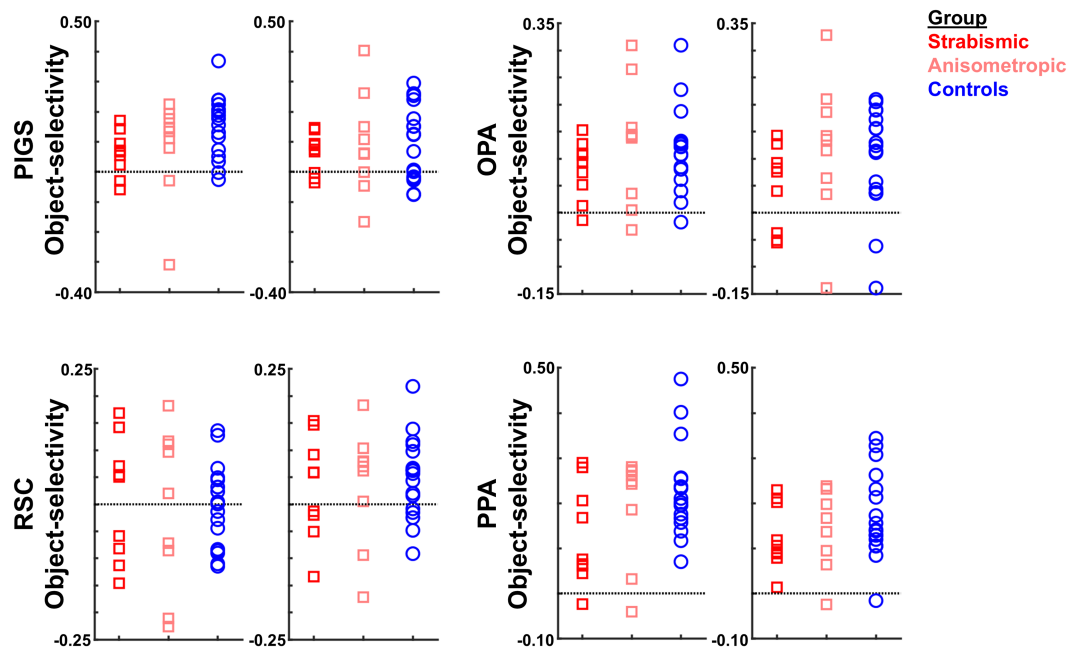 0.50
0.50
PIGS
Object-selectivity
-0.40
-0.40
0.35
0.35
OPA
Object-selectivity
-0.15
-0.15
Group
Strabismic
Anisometropic
Controls
0.25
0.25
RSC
Object-selectivity
-0.25
-0.25
0.50
0.50
PPA
Object-selectivity
-0.10
-0.10